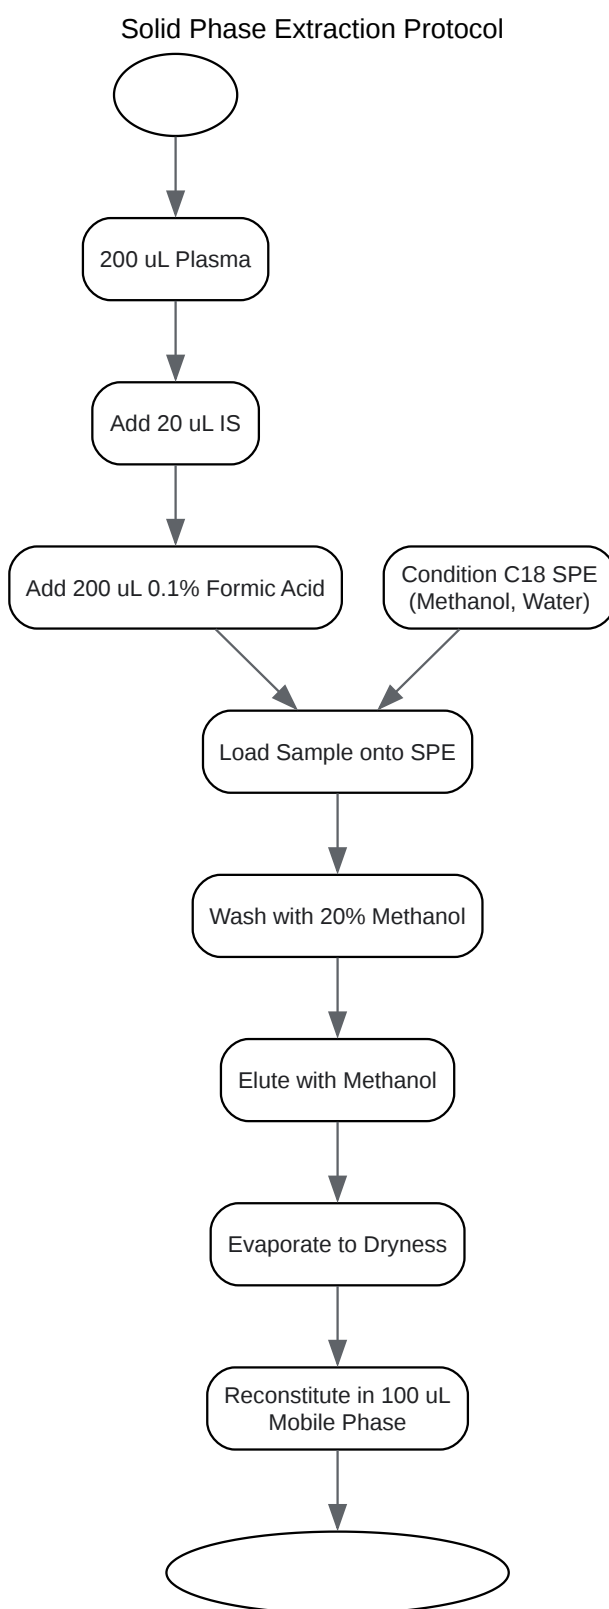 Solid Phase Extraction Protocol
200 uL Plasma
Add 20 uL IS
Add 200 uL 0.1% Formic Acid
Condition C18 SPE
(Methanol, Water)
Load Sample onto SPE
Wash with 20% Methanol
Elute with Methanol
Evaporate to Dryness
Reconstitute in 100 uL
Mobile Phase